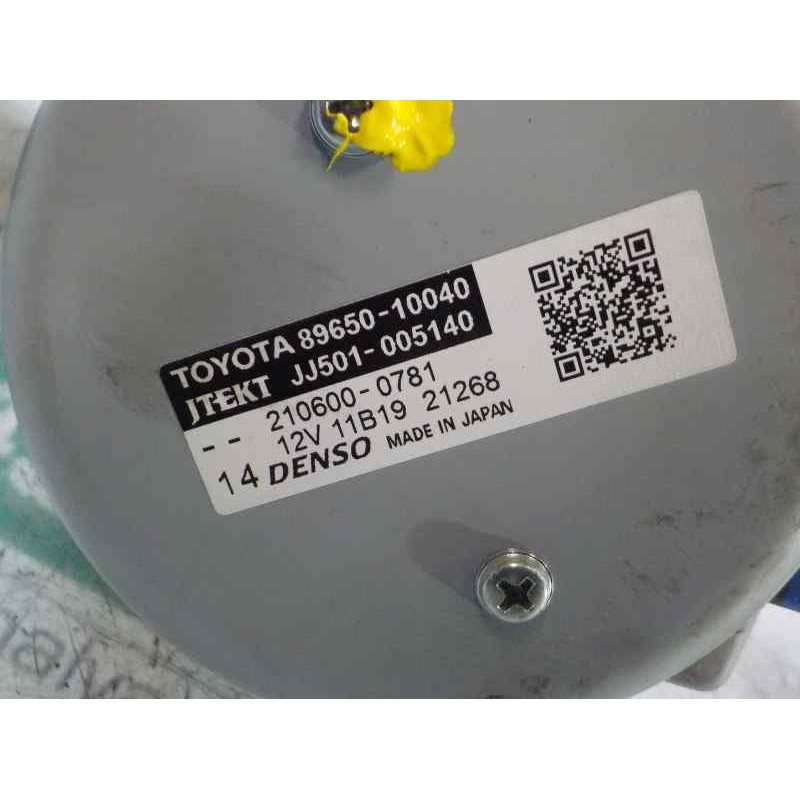 TOYOTA 89650-10040
JTEKT JJ501-005140
-- 210600-0781
12V 11B19 21268
14 DENSO MADE IN JAPAN